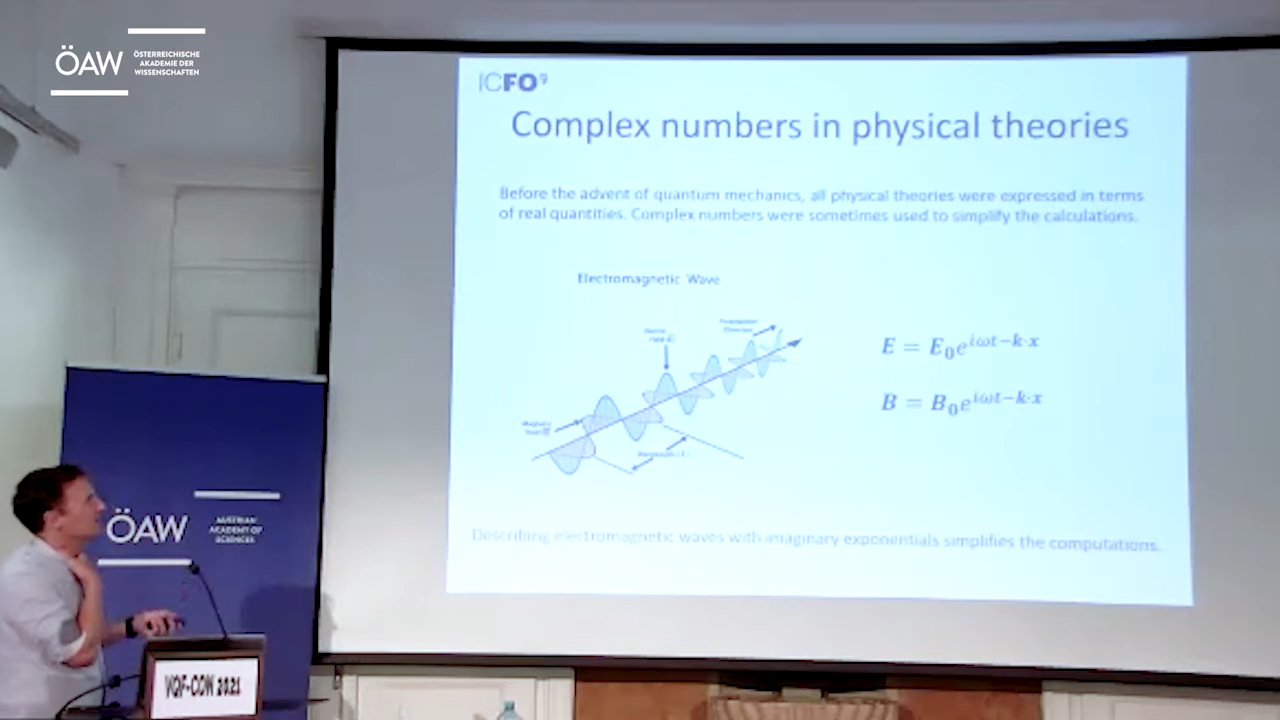 ÖAW
ÖSTERREICHISCHE
AKADEMIE DER
WISSENSCHAFTEN
ICFO
Complex numbers in physical theories
Before the advent of quantum mechanics, all physical theories were expressed in terms
of real quantities. Complex numbers were sometimes used to simplify the calculations.
Electromagnetic Wave
E = E₀e^{iωt−k·x}
B = B₀e^{iωt−k·x}
Describing electromagnetic waves with imaginary exponentials simplifies the computations.
ÖAW
AUSTRIAN
ACADEMY OF
SCIENCES
VQF-CON 2021